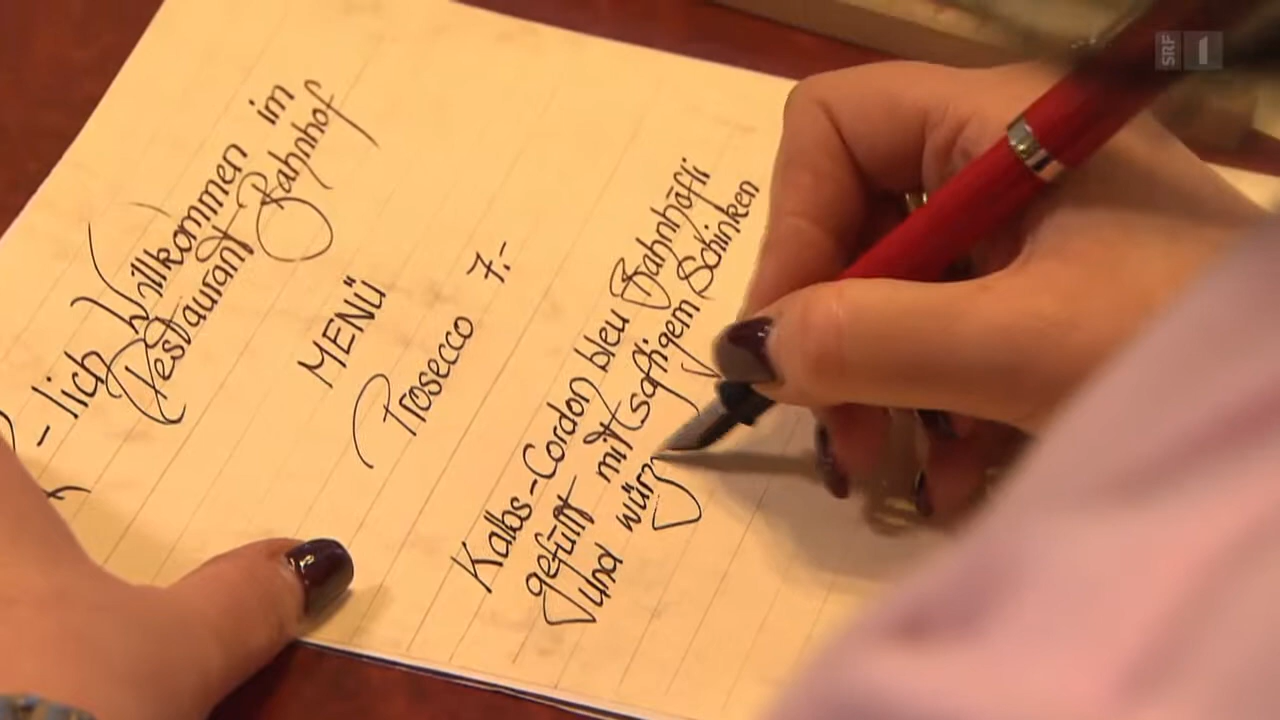 - lich Willkommen im
Restaurant Bahnhof
MENÜ
Prosecco 7.-
Kalbs-Cordon bleu Bahnhöfli
gefüllt mit saftigem Schinken
und würz
SRF 1